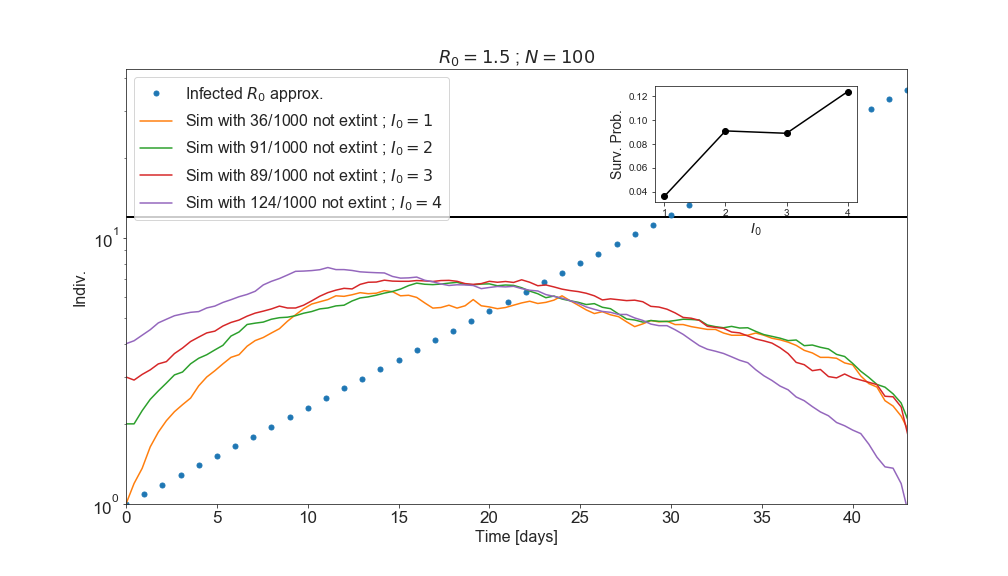 R₀ = 1.5 ; N = 100
Infected R₀ approx.
Sim with 36/1000 not extint ; I₀ = 1
Sim with 91/1000 not extint ; I₀ = 2
Sim with 89/1000 not extint ; I₀ = 3
Sim with 124/1000 not extint ; I₀ = 4
Surv. Prob.
0.12
0.10
0.08
0.06
0.04
1 2 3 4
I₀
Indiv.
10¹
10⁰
0 5 10 15 20 25 30 35 40
Time [days]